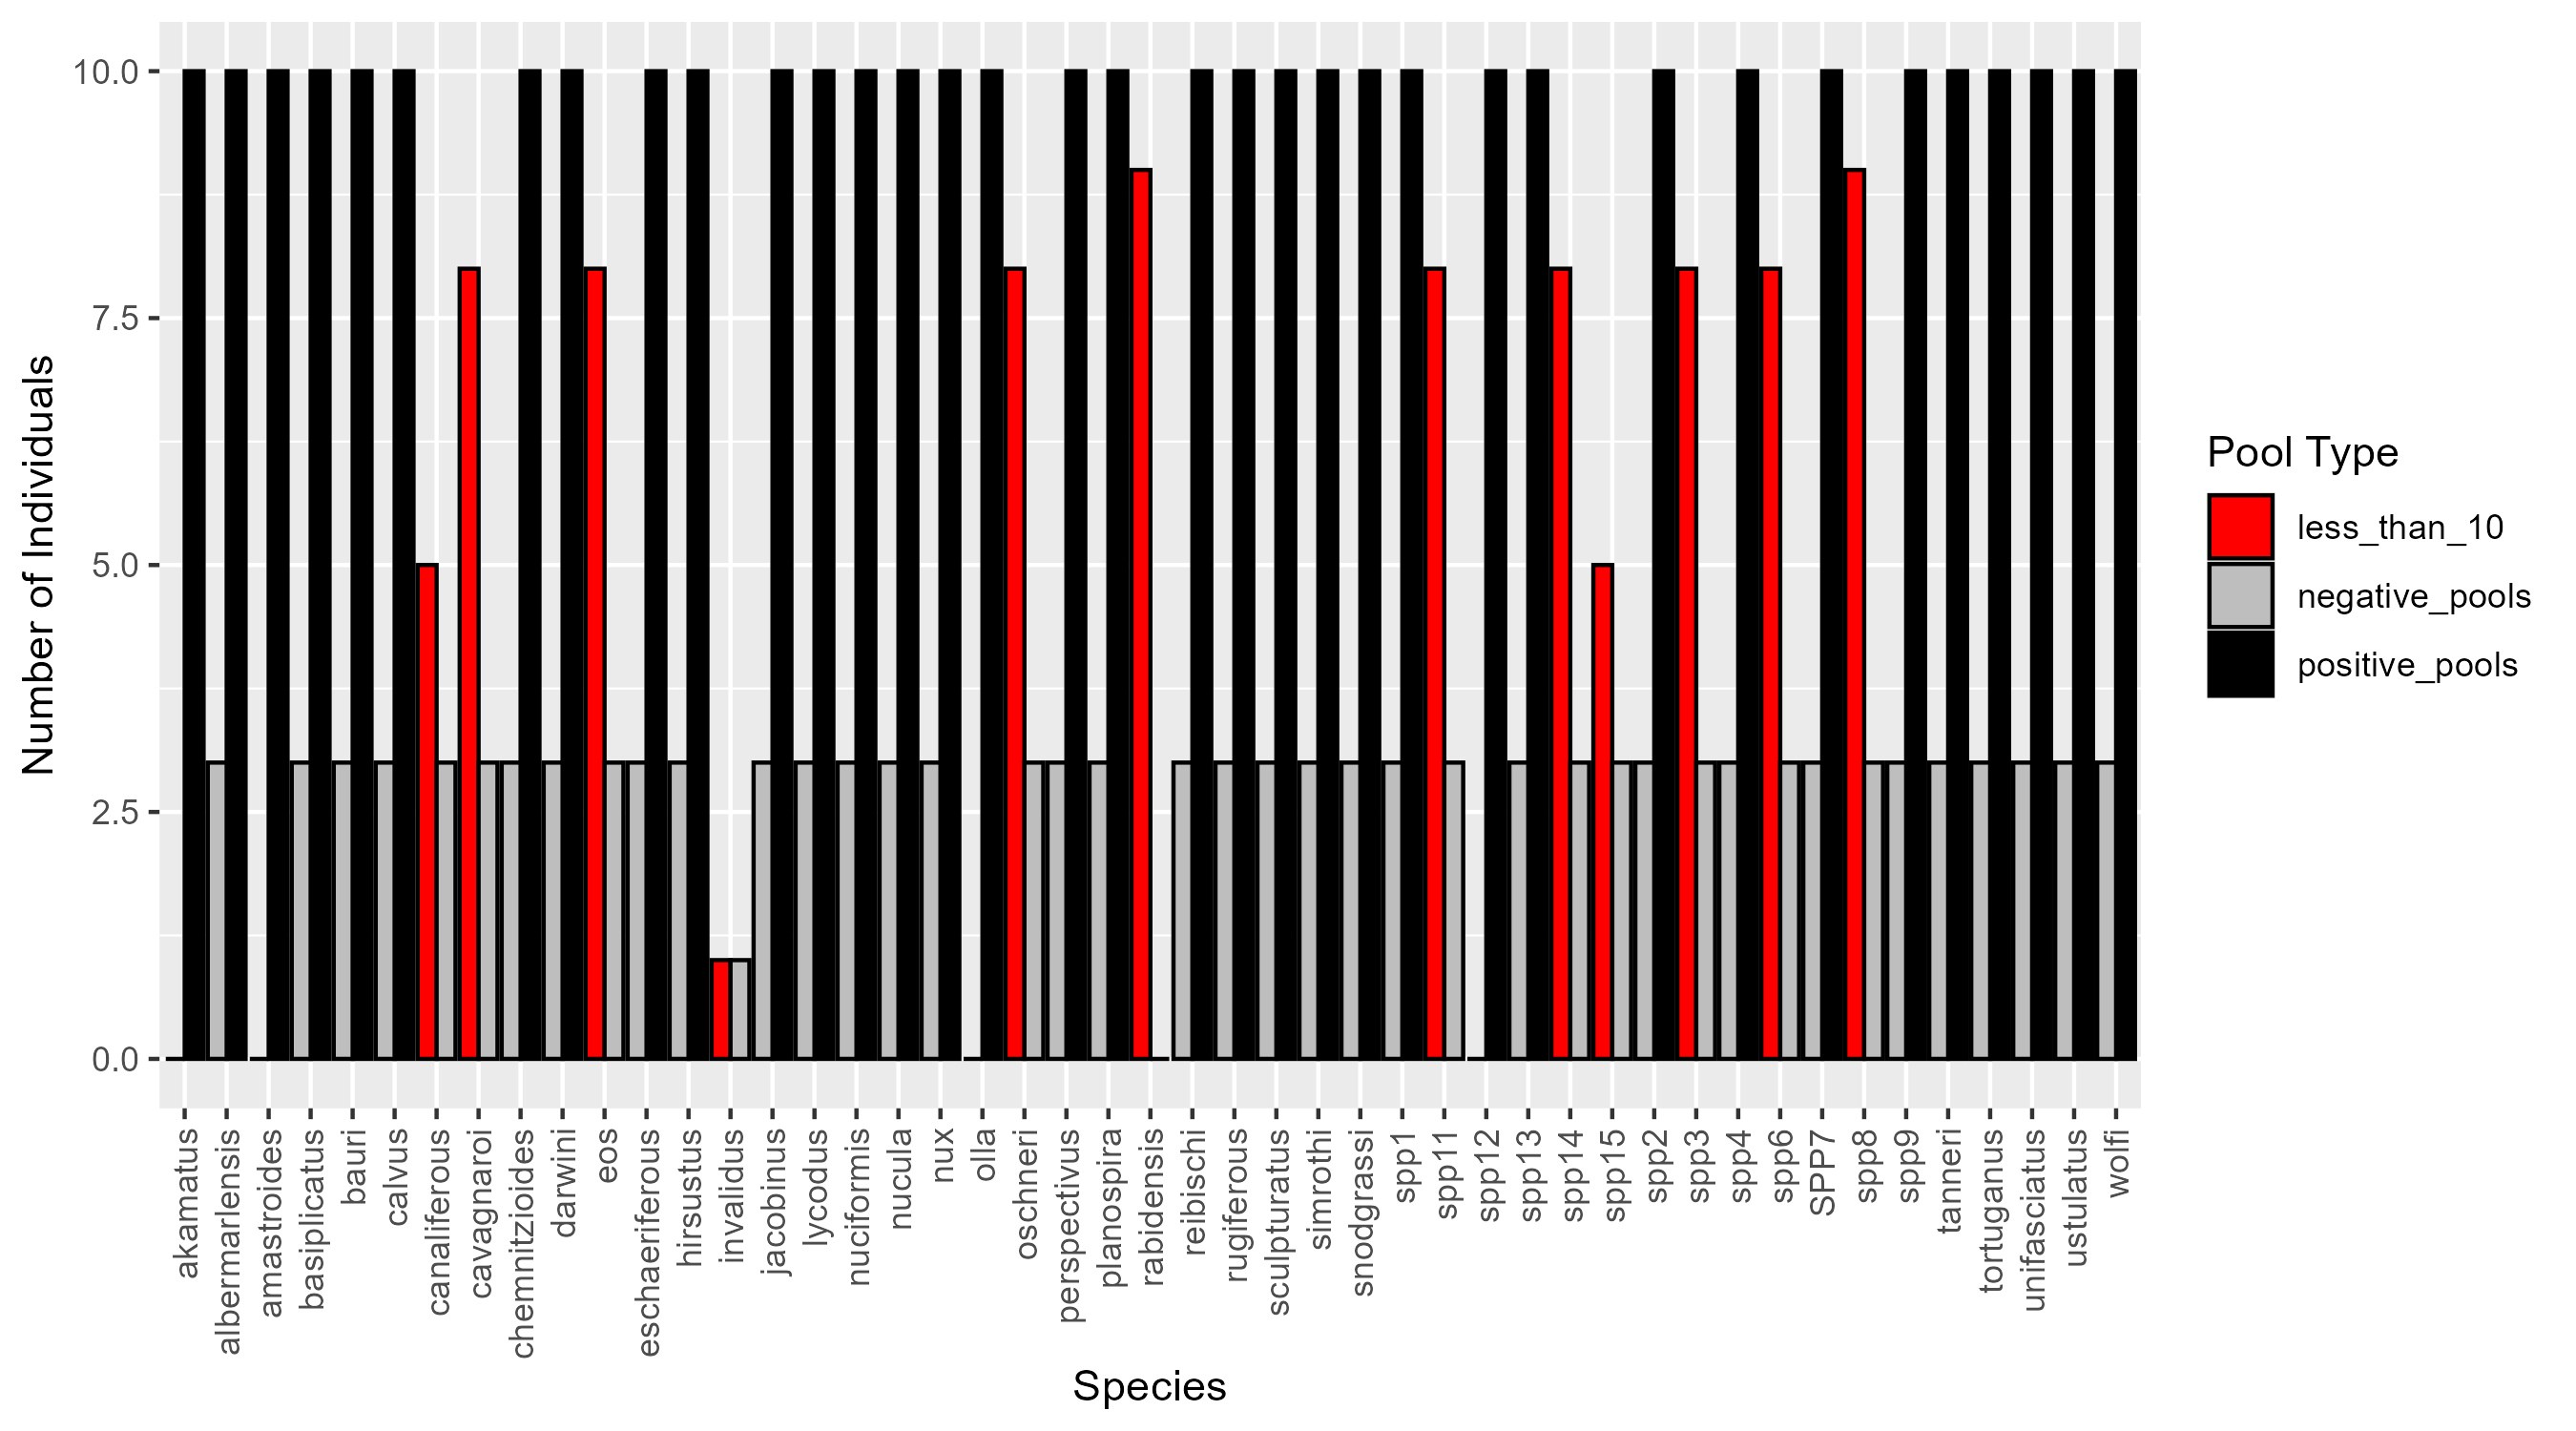 10.0
7.5
5.0
2.5
0.0
Number of Individuals
akamatus
albermarlensis
amastroides
basiplicatus
bauri
calvus
canaliferous
cavagnaroi
chemnitzioides
darwini
eos
eschaeriferous
hirsustus
invalidus
jacobinus
lycodus
nuciformis
nucula
nux
olla
oschneri
perspectivus
planospira
rabidensis
reibischi
rugiferous
sculpturatus
simrothi
snodgrassi
spp1
spp11
spp12
spp13
spp14
spp15
spp2
spp3
spp4
spp6
SPP7
spp8
spp9
tanneri
tortuganus
unifasciatus
ustulatus
wolfi
Species
Pool Type
less_than_10
negative_pools
positive_pools